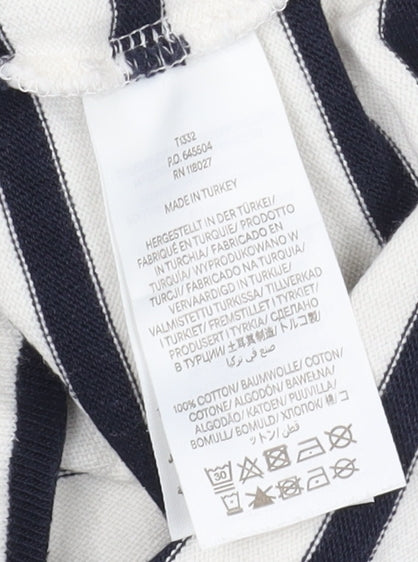 T1332
P.O. 645504
RN 118027
MADE IN TURKEY
HERGESTELLT IN DER TÜRKEI/
FABRIQUÉ EN TURQUIE/ PRODOTTO
IN TURCHIA/ FABRICADO EN
TURQUÍA/ WYPRODUKOWANO W
TURCJI/ FABRICADO NA TURQUIA/
VERVAARDIGD IN TURKIJE/
VALMISTETTU TURKISSA/ TILLVERKAD
I TURKIET/ FREMSTILLET I TYRKIET/
PRODUSERT I TYRKIA/ СДЕЛАНО
В ТУРЦИИ/ 土耳其製造/ トルコ製/
صنع في تركيا
100% COTTON/ BAUMWOLLE/ COTON/
COTONE/ ALGODÓN/ BAWEŁNA/
ALGODÃO/ KATOEN/ PUUVILLA/
BOMULL/ BOMULD/ ХЛОПОК/ 棉/
コットン/ قطن
30